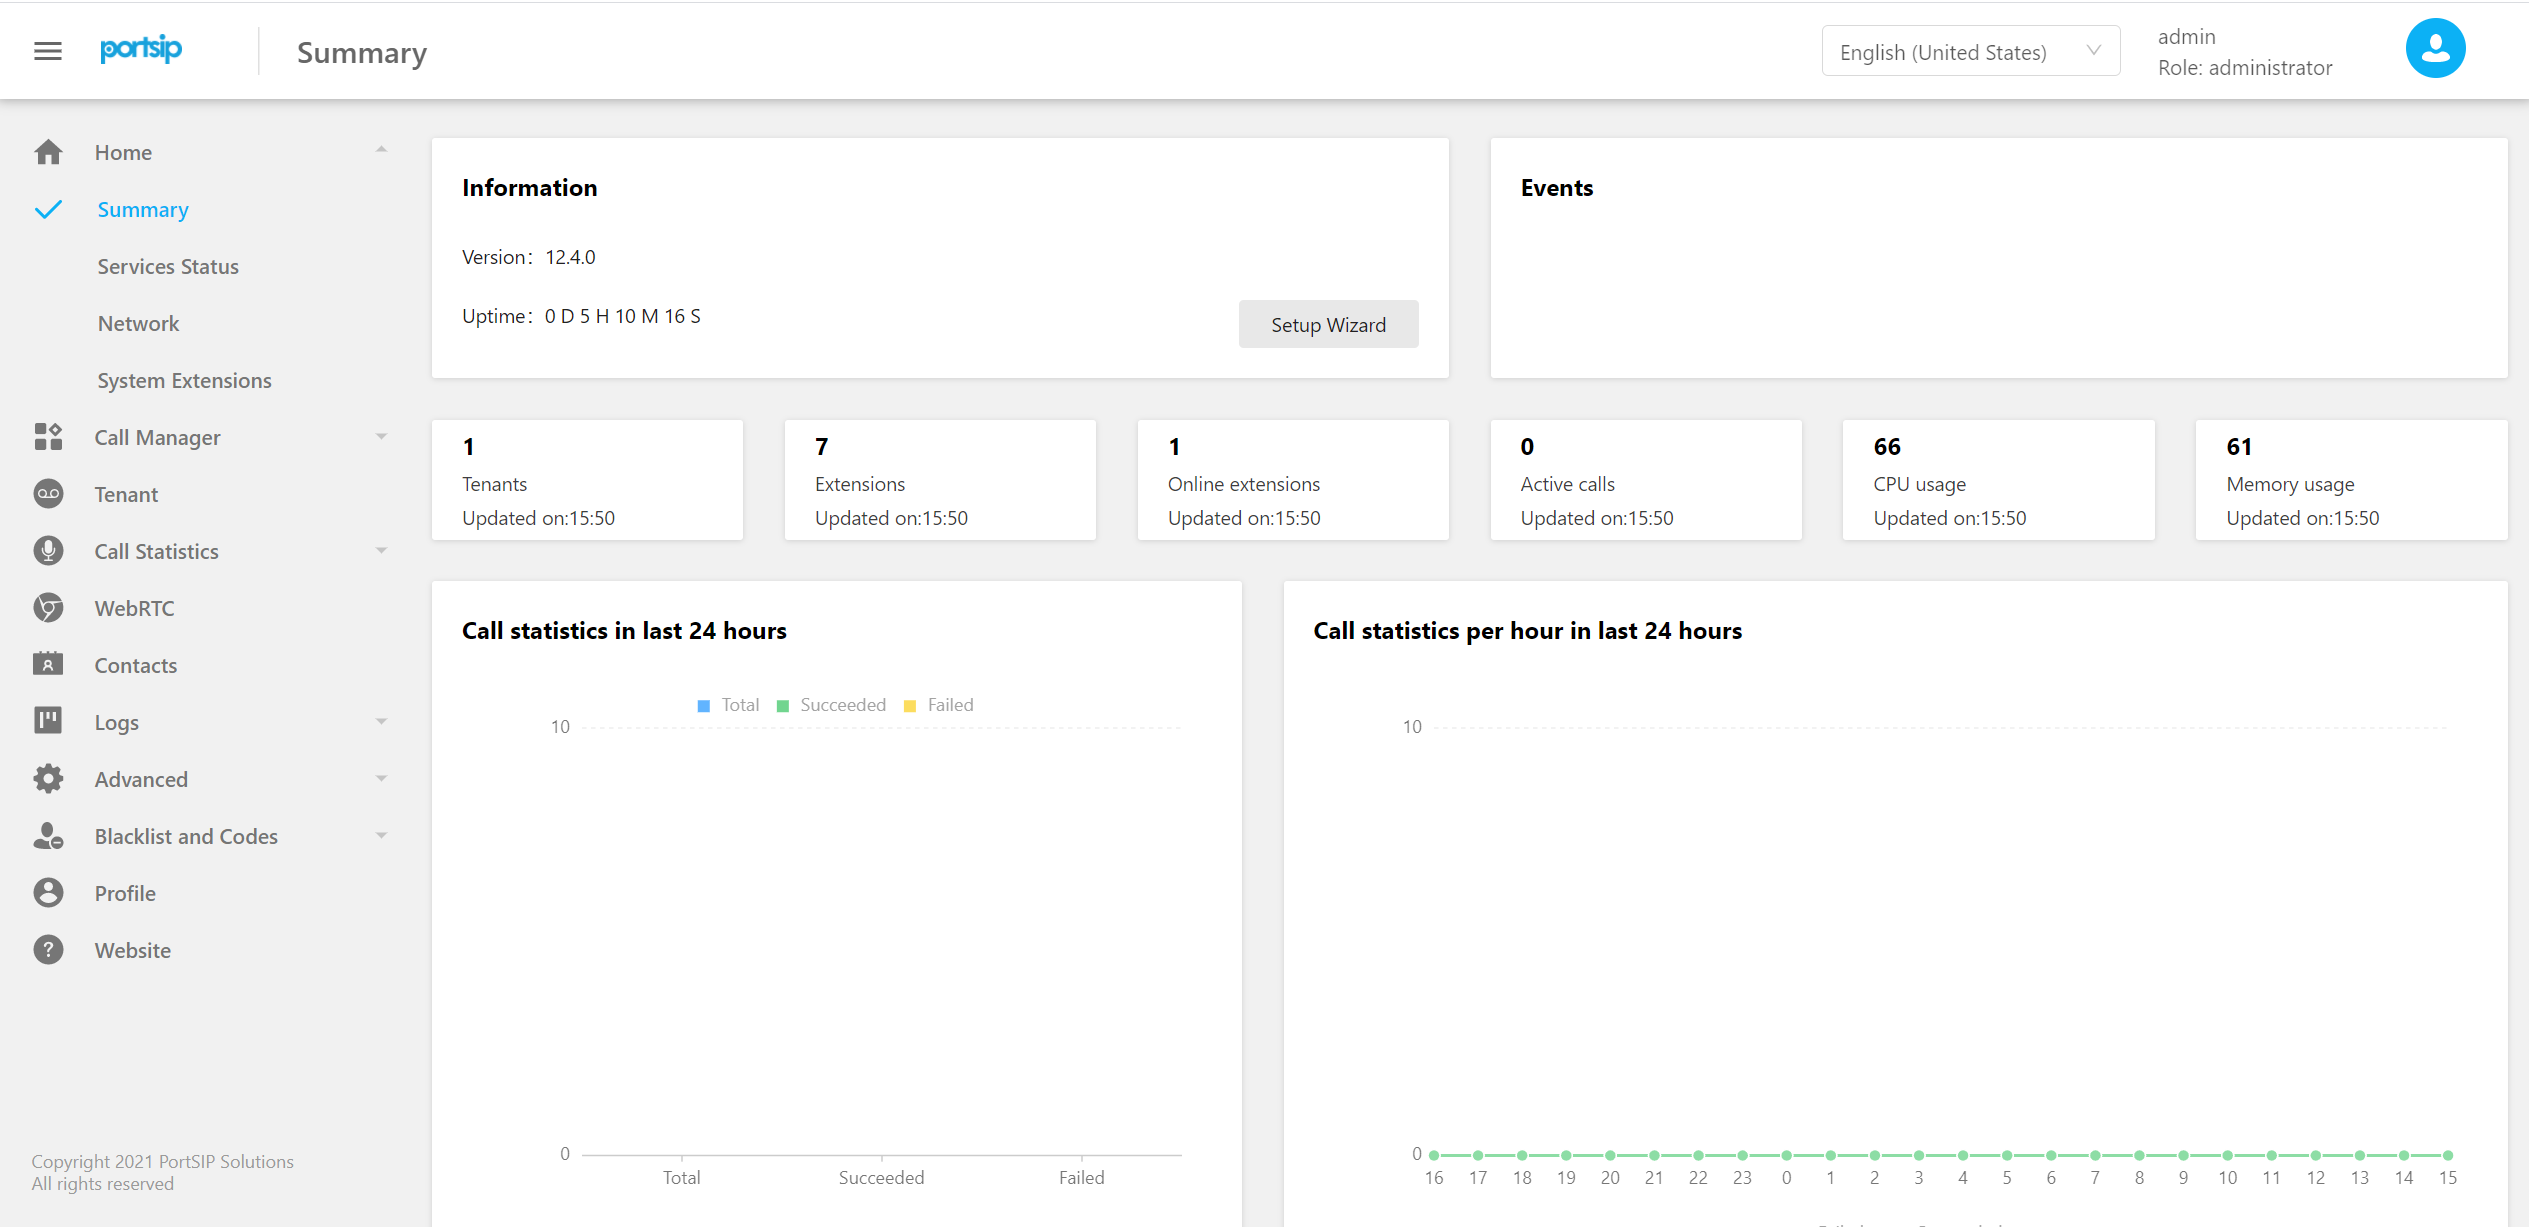 portsip
Summary
English (United States)
admin
Role: administrator
Home
Summary
Services Status
Network
System Extensions
Call Manager
Tenant
Call Statistics
WebRTC
Contacts
Logs
Advanced
Blacklist and Codes
Profile
Website
Copyright 2021 PortSIP Solutions
All rights reserved
Information
Version: 12.4.0
Uptime: 0 D 5 H 10 M 16 S
Setup Wizard
Events
1
Tenants
Updated on:15:50
7
Extensions
Updated on:15:50
1
Online extensions
Updated on:15:50
0
Active calls
Updated on:15:50
66
CPU usage
Updated on:15:50
61
Memory usage
Updated on:15:50
Call statistics in last 24 hours
Total Succeeded Failed
10
0
Total Succeeded Failed
Call statistics per hour in last 24 hours
10
0
16 17 18 19 20 21 22 23 0 1 2 3 4 5 6 7 8 9 10 11 12 13 14 15